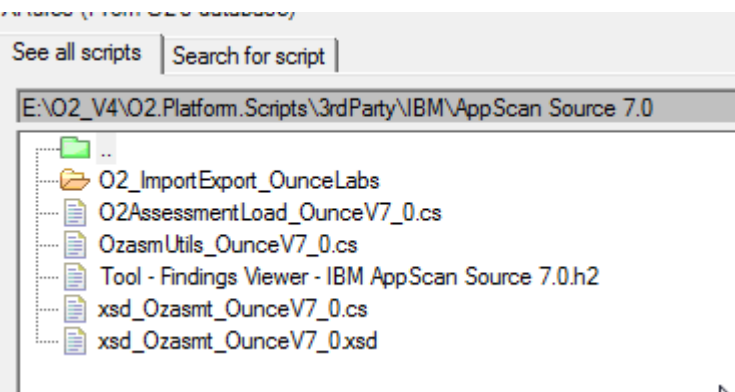 See all scripts
Search for script
E:\O2_V4\O2.Platform.Scripts\3rdParty\IBM\AppScan Source 7.0
..
O2_ImportExport_OunceLabs
O2AssessmentLoad_OunceV7_0.cs
OzasmUtils_OunceV7_0.cs
Tool - Findings Viewer - IBM AppScan Source 7.0.h2
xsd_Ozasmt_OunceV7_0.cs
xsd_Ozasmt_OunceV7_0.xsd